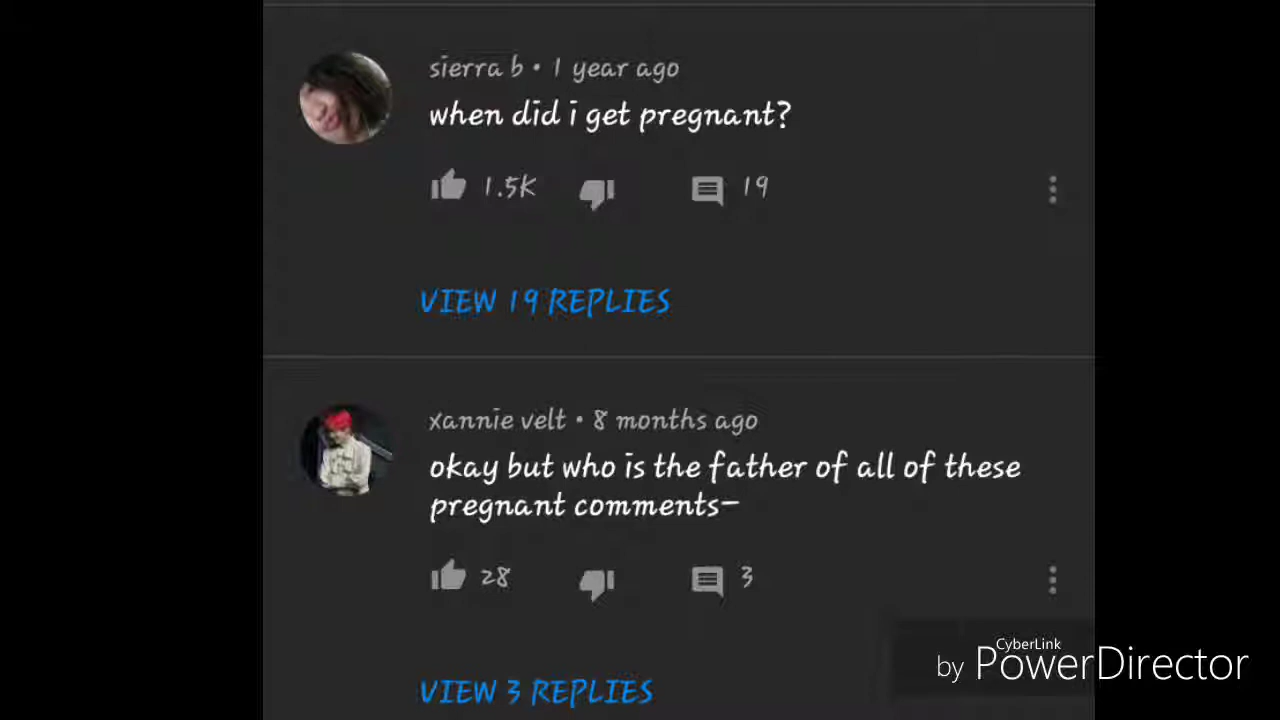 sierra b • 1 year ago
when did i get pregnant?
1.5K 19
VIEW 19 REPLIES
xannie velt • 8 months ago
okay but who is the father of all of these
pregnant comments-
28 3
CyberLink
by PowerDirector
VIEW 3 REPLIES